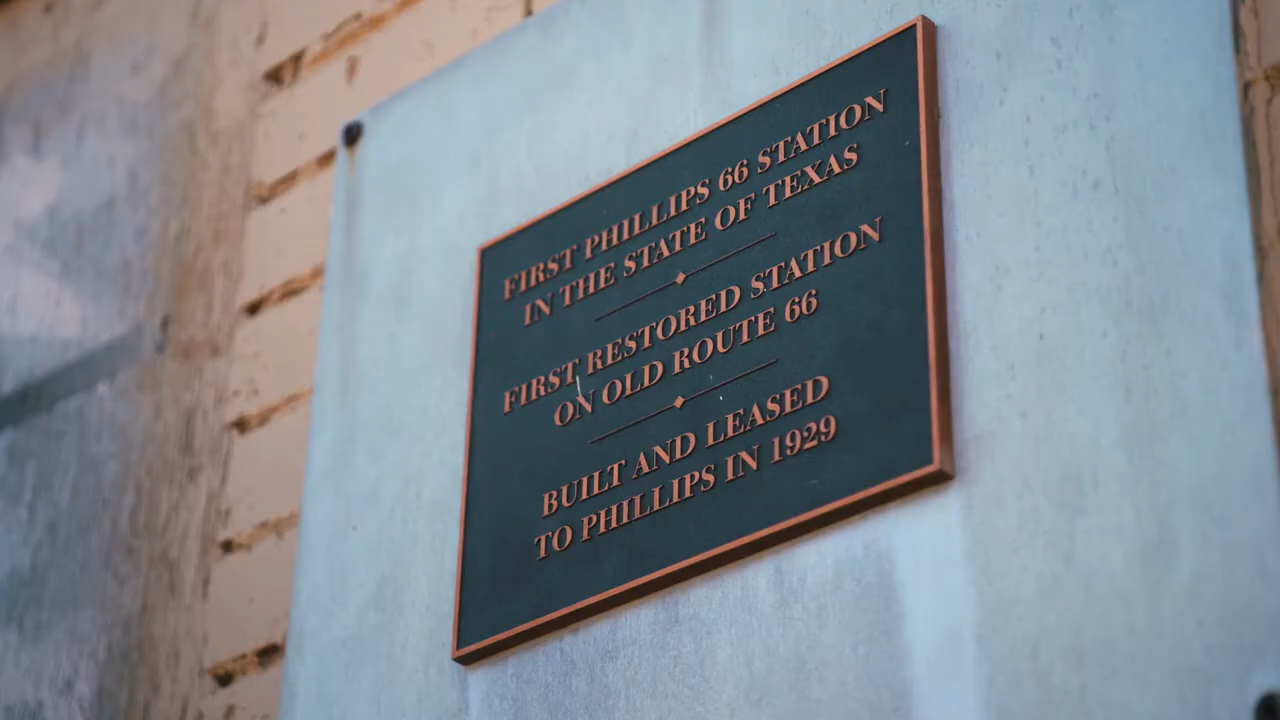 FIRST PHILLIPS 66 STATION
IN THE STATE OF TEXAS
FIRST RESTORED STATION
ON OLD ROUTE 66
BUILT AND LEASED
TO PHILLIPS IN 1929